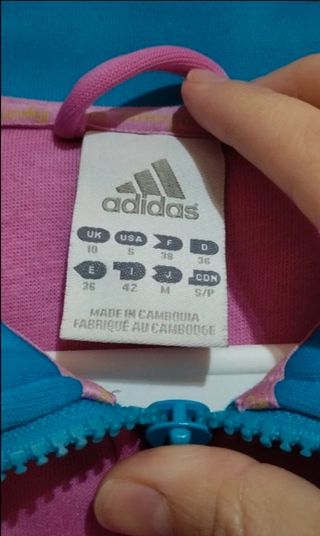 adidas
UK USA F D
10 S 38 36
E I J CDN
36 42 M S/P
MADE IN CAMBODIA
FABRIQUÉ AU CAMBODGE